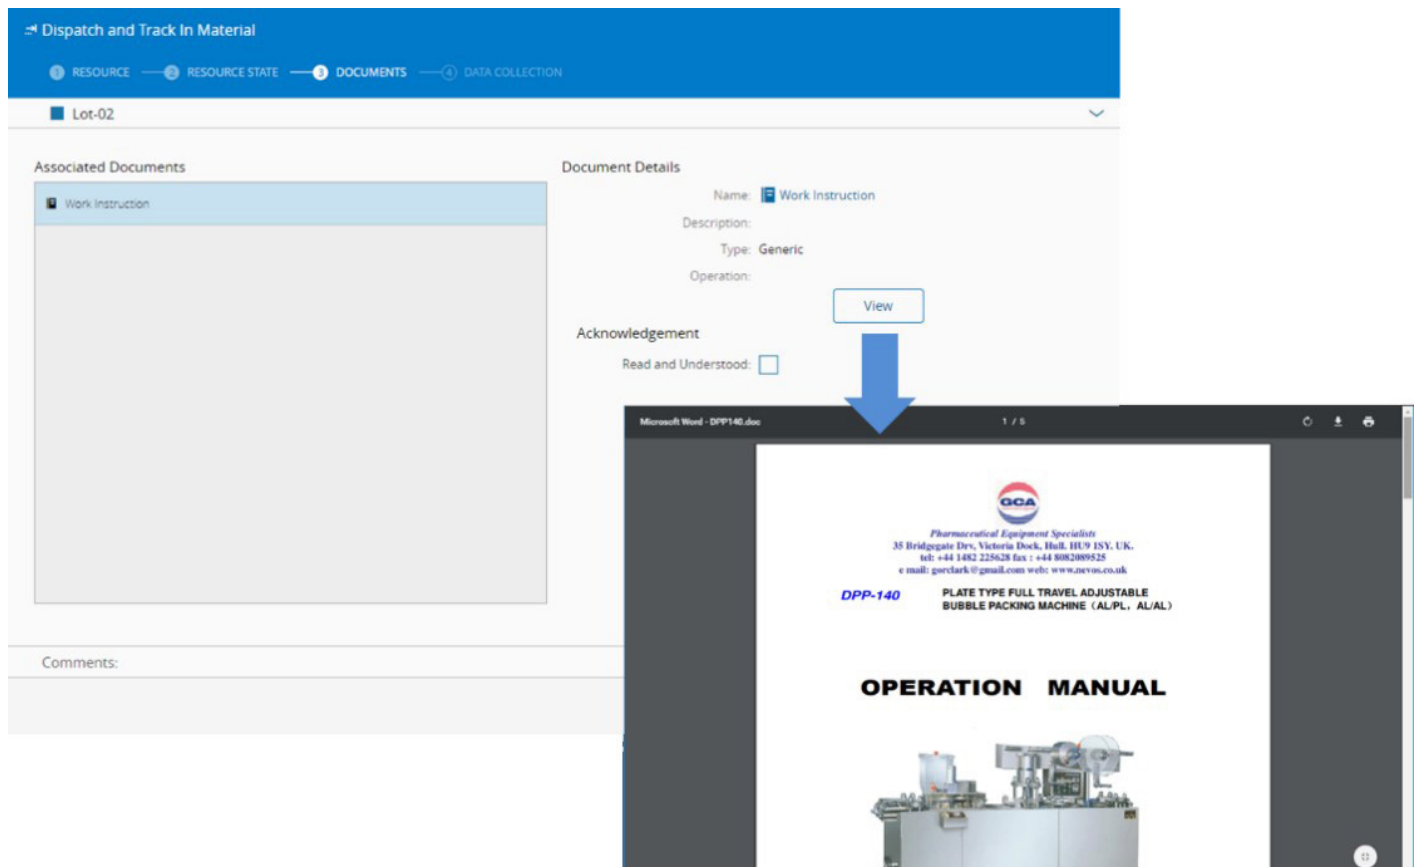 Dispatch and Track In Material
1 RESOURCE 2 RESOURCE STATE 3 DOCUMENTS 4 DATA COLLECTION
Lot-02
Associated Documents
Work Instruction
Document Details
Name: Work Instruction
Description:
Type: Generic
Operation:
View
Acknowledgement
Read and Understood:
Comments:
Microsoft Word - DPP140.doc 1 / 5
GCA
Pharmaceutical Equipment Specialists
35 Bridgegate Drv, Victoria Dock, Hull. HU9 1SY. UK.
tel: +44 1482 225628 fax : +44 8082089525
e mail: gorclark@gmail.com web: www.nevos.co.uk
DPP-140 PLATE TYPE FULL TRAVEL ADJUSTABLE
BUBBLE PACKING MACHINE (AL/PL, AL/AL)
OPERATION MANUAL